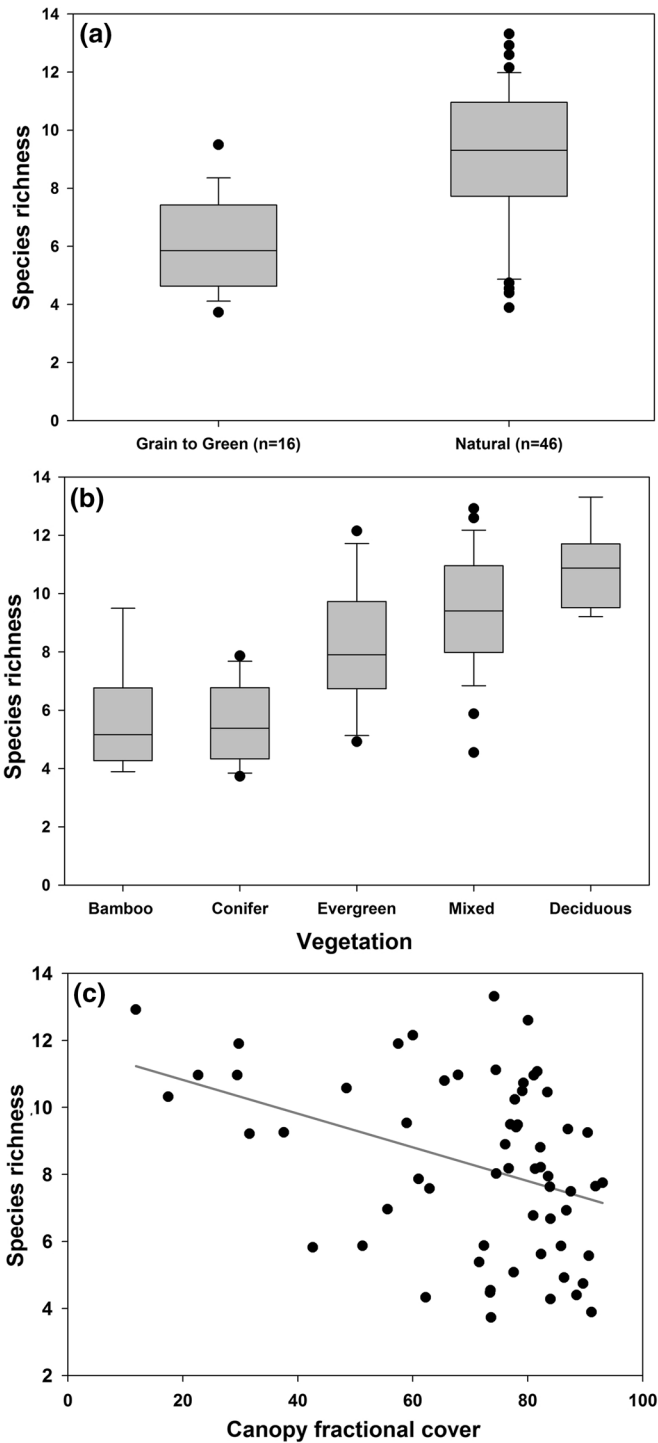 (a)
Species richness
14
12
10
8
6
4
2
0
Grain to Green (n=16)
Natural (n=46)
(b)
Species richness
14
12
10
8
6
4
2
0
Bamboo
Conifer
Evergreen
Mixed
Deciduous
Vegetation
(c)
Species richness
14
12
10
8
6
4
2
0
20
40
60
80
100
Canopy fractional cover